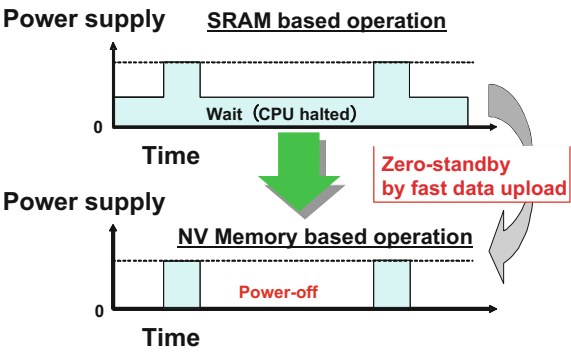 Power supply
SRAM based operation
Wait（CPU halted）
0
Time
Zero-standby
by fast data upload
Power supply
NV Memory based operation
Power-off
0
Time